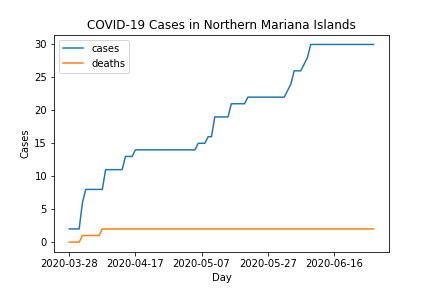 COVID-19 Cases in Northern Mariana Islands
cases
deaths
30
25
20
15
10
5
0
Cases
2020-03-28 2020-04-17 2020-05-07 2020-05-27 2020-06-16
Day